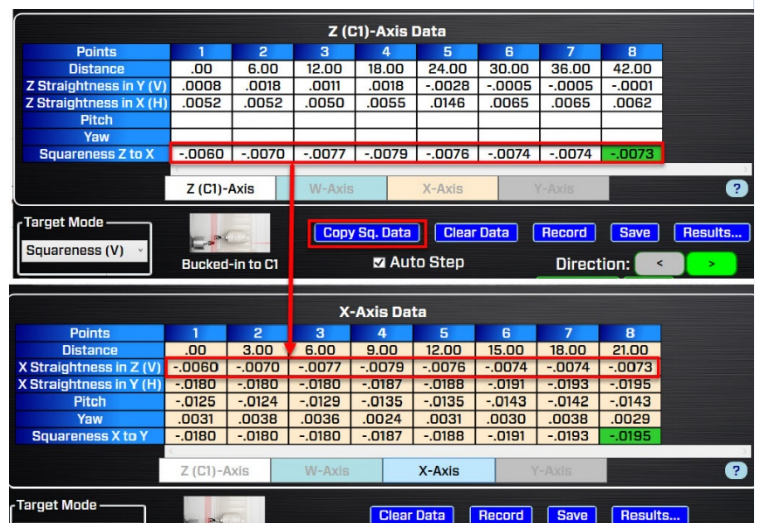 Z (C1)-Axis Data
Points 1 2 3 4 5 6 7 8
Distance .00 6.00 12.00 18.00 24.00 30.00 36.00 42.00
Z Straightness in Y (V) .0008 .0018 .0011 .0018 -.0028 -.0005 -.0005 -.0001
Z Straightness in X (H) .0052 .0052 .0050 .0055 .0146 .0065 .0065 .0062
Pitch
Yaw
Squareness Z to X -.0060 -.0070 -.0077 -.0079 -.0076 -.0074 -.0074 -.0073
Z (C1)-Axis W-Axis X-Axis Y-Axis ?
Target Mode
Squareness (V)
Copy Sq. Data Clear Data Record Save Results...
Bucked-in to C1 Auto Step Direction: < >
X-Axis Data
Points 1 2 3 4 5 6 7 8
Distance .00 3.00 6.00 9.00 12.00 15.00 18.00 21.00
X Straightness in Z (V) -.0060 -.0070 -.0077 -.0079 -.0076 -.0074 -.0074 -.0073
X Straightness in Y (H) -.0180 -.0180 -.0180 -.0187 -.0188 -.0191 -.0193 -.0195
Pitch -.0125 -.0124 -.0129 -.0135 -.0135 -.0143 -.0142 -.0143
Yaw .0031 .0038 .0036 .0024 .0031 .0030 .0038 .0029
Squareness X to Y -.0180 -.0180 -.0180 -.0187 -.0188 -.0191 -.0193 -.0195
Z (C1)-Axis W-Axis X-Axis Y-Axis ?
Target Mode
Clear Data Record Save Results...